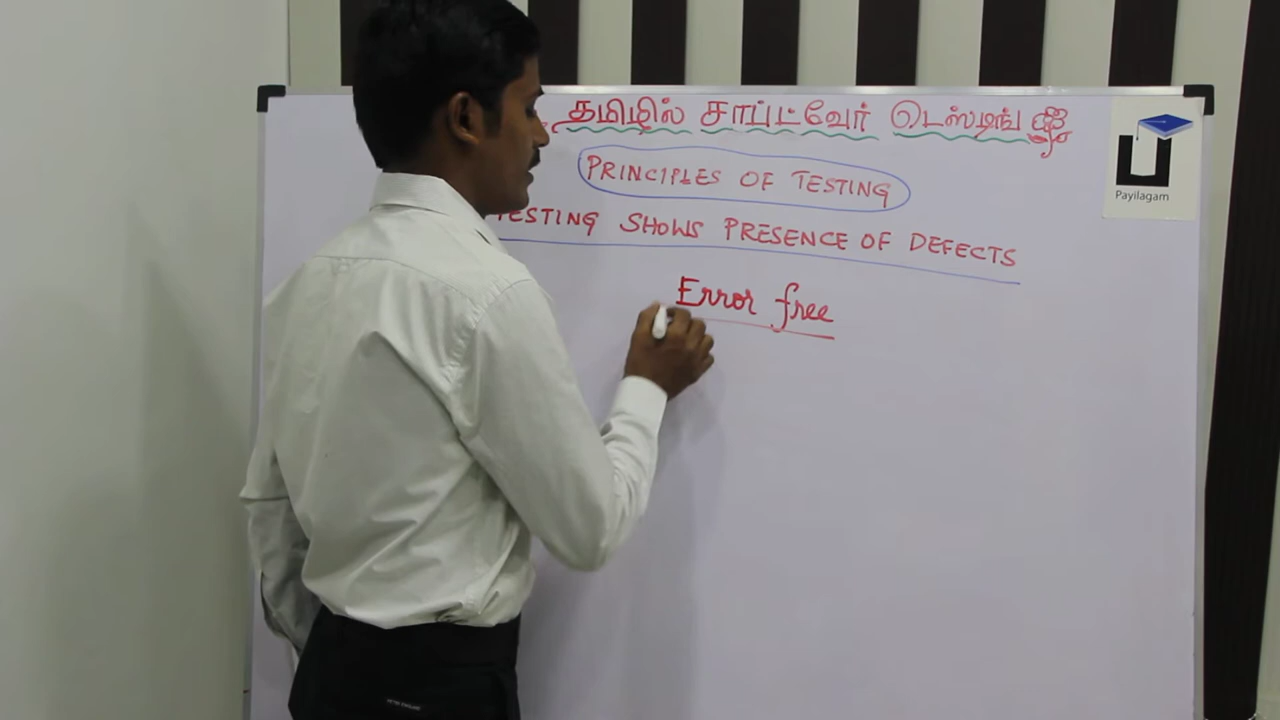 தமிழில் சாப்ட்வேர் டெஸ்டிங்
PRINCIPLES OF TESTING
TESTING SHOWS PRESENCE OF DEFECTS
Error free
Payilagam